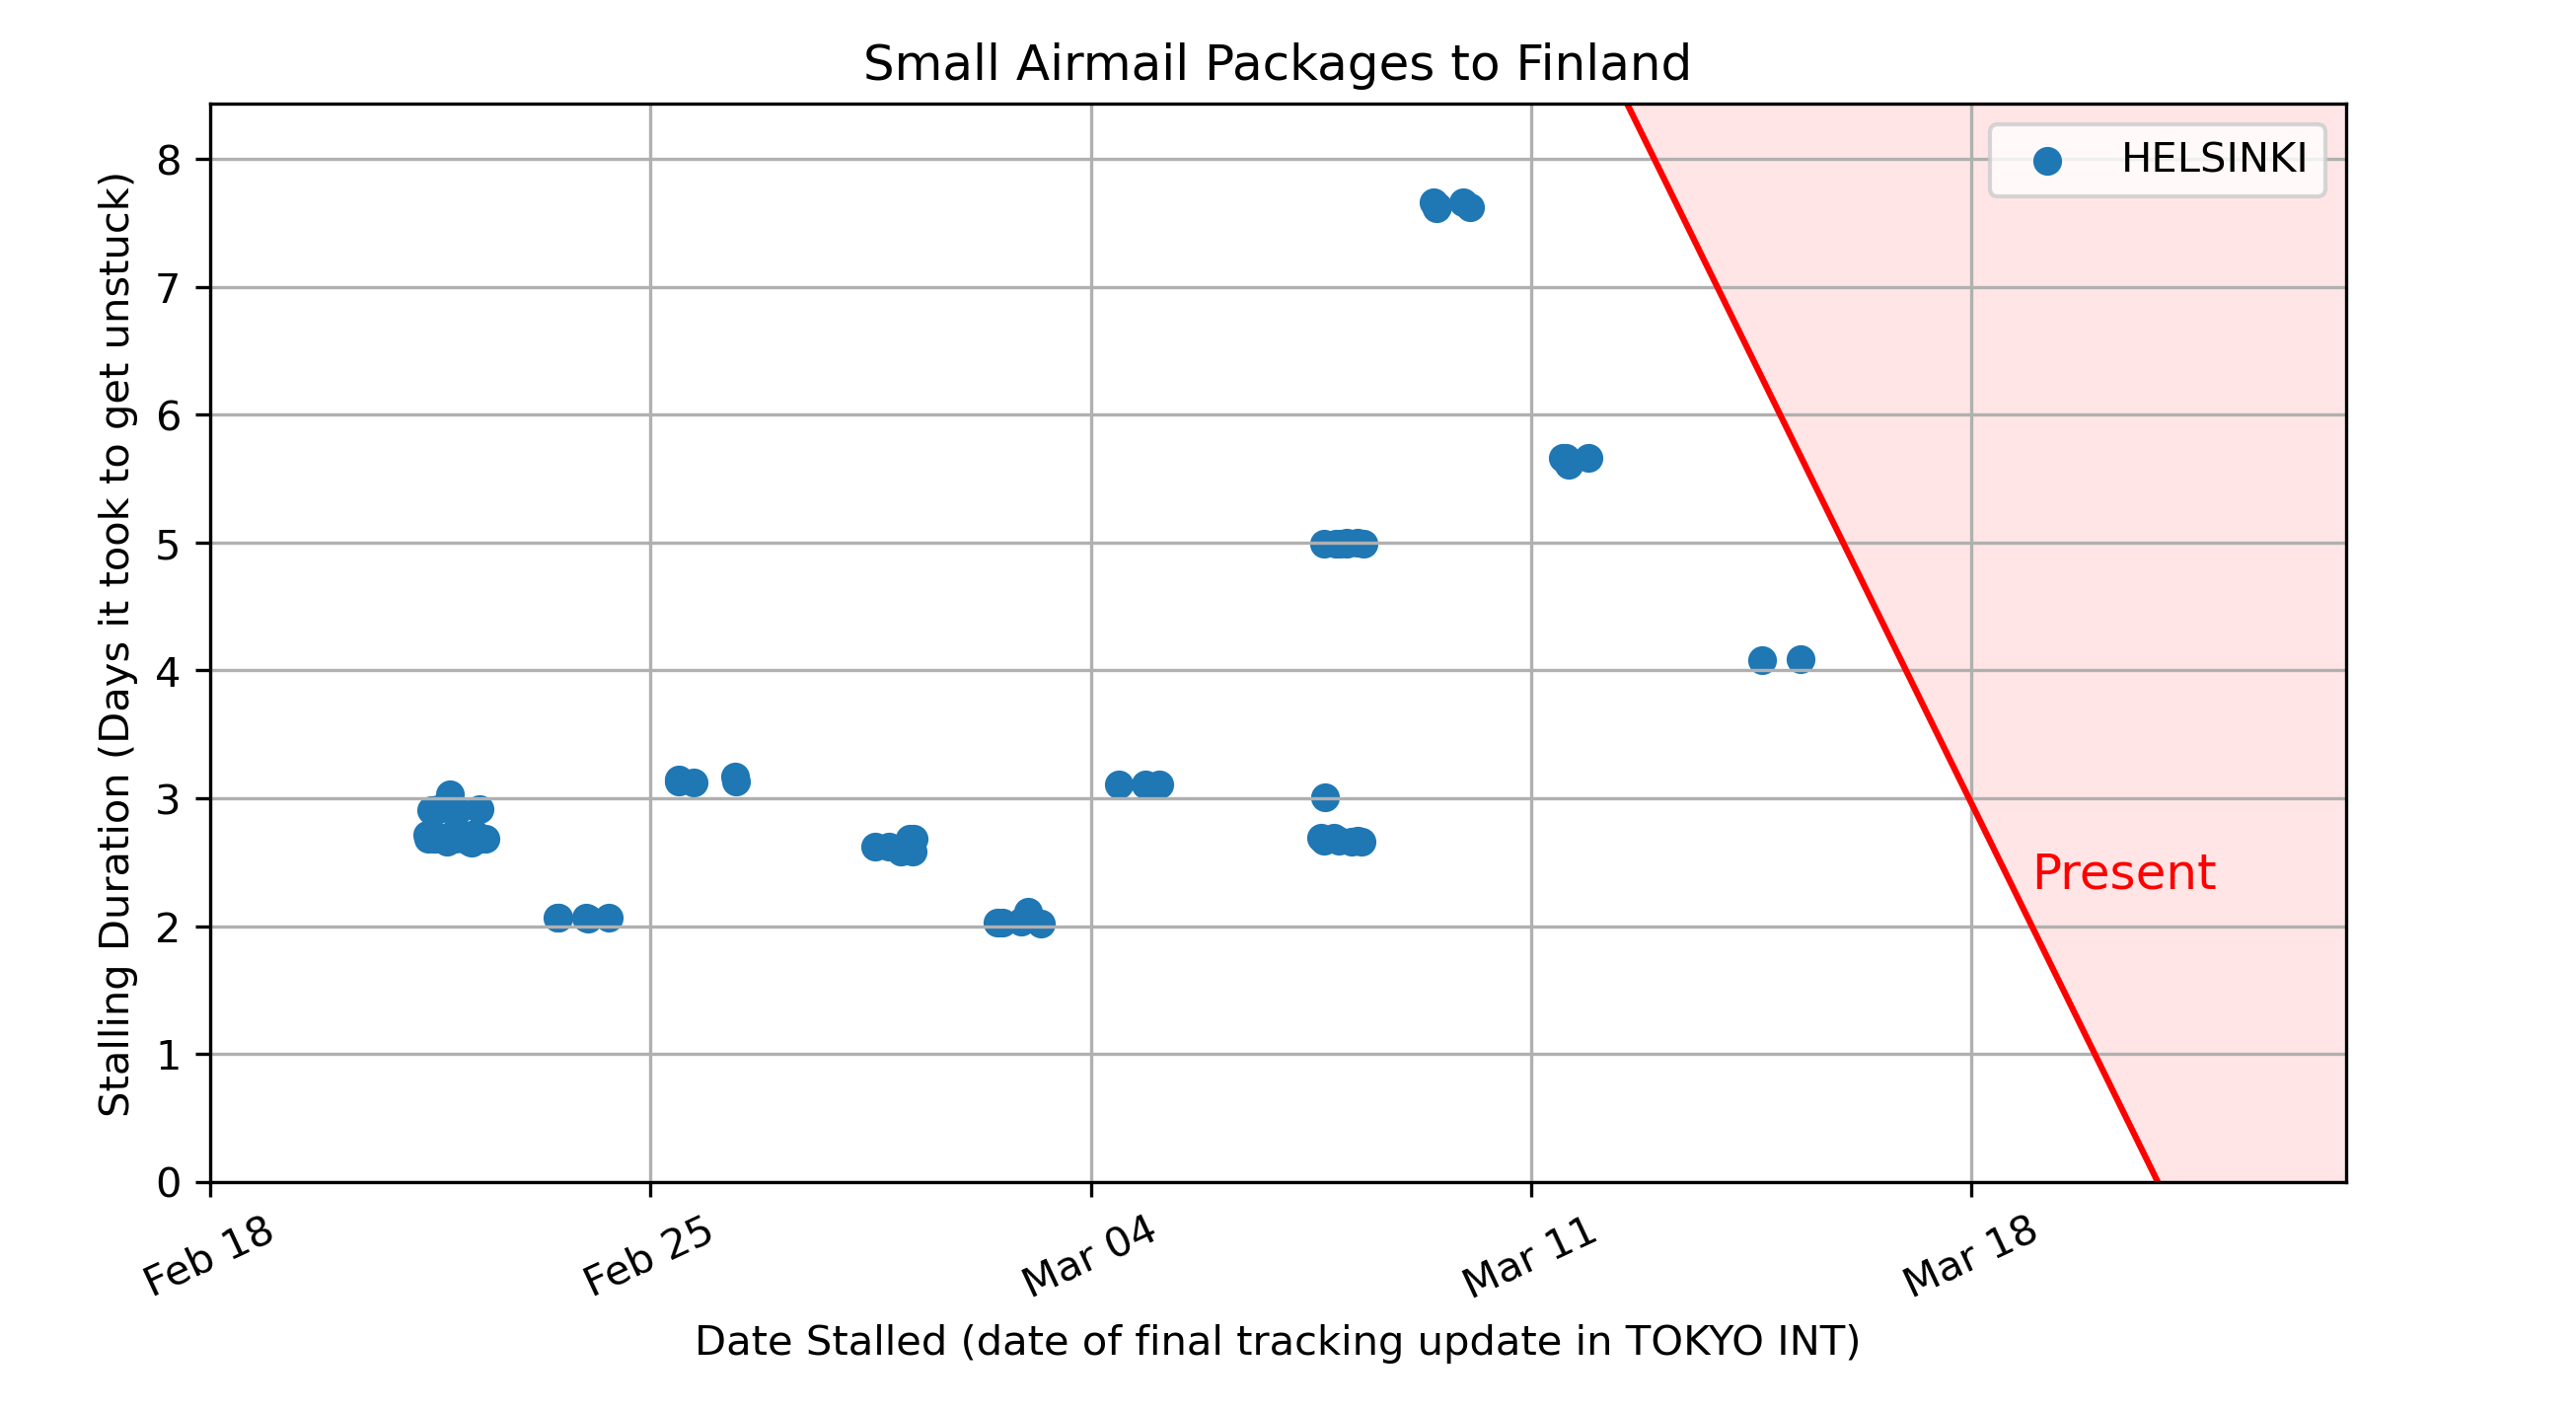 Small Airmail Packages to Finland
HELSINKI
Stalling Duration (Days it took to get unstuck)
8
7
6
5
4
3
2
1
0
Present
Feb 18
Feb 25
Mar 04
Mar 11
Mar 18
Date Stalled (date of final tracking update in TOKYO INT)